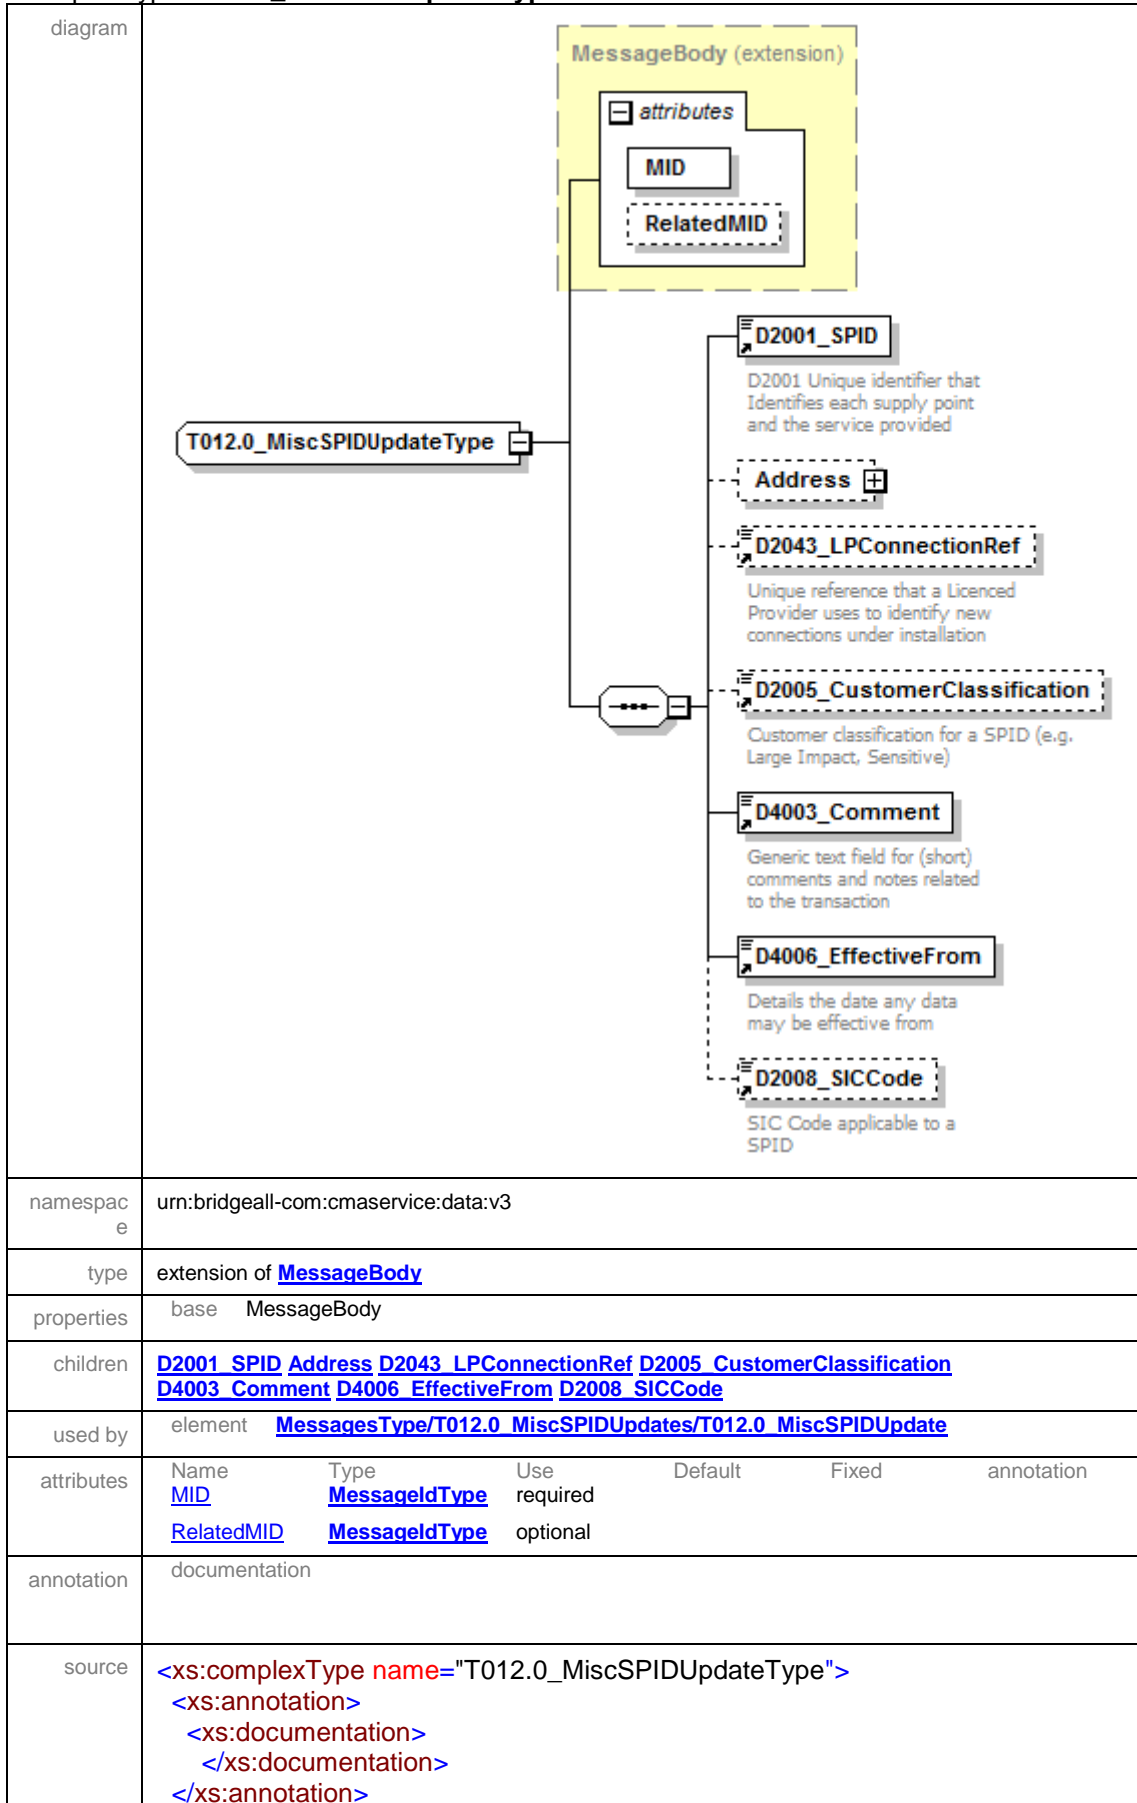 diagram
MessageBody (extension)
attributes
MID
RelatedMID
D2001_SPID
D2001 Unique identifier that
Identifies each supply point
and the service provided
T012.0_MiscSPIDUpdateType
Address
D2043_LPConnectionRef
Unique reference that a Licenced
Provider uses to identify new
connections under installation
D2005_CustomerClassification
Customer classification for a SPID (e.g.
Large Impact, Sensitive)
D4003_Comment
Generic text field for (short)
comments and notes related
to the transaction
D4006_EffectiveFrom
Details the date any data
may be effective from
D2008_SICCode
SIC Code applicable to a
SPID
namespac
e
urn:bridgeall-com:cmaservice:data:v3
type extension of MessageBody
properties base MessageBody
children D2001_SPID Address D2043_LPConnectionRef D2005_CustomerClassification
D4003_Comment D4006_EffectiveFrom D2008_SICCode
used by element MessagesType/T012.0_MiscSPIDUpdates/T012.0_MiscSPIDUpdate
attributes Name Type Use Default Fixed annotation
MID MessageIdType required
RelatedMID MessageIdType optional
annotation documentation
source <xs:complexType name="T012.0_MiscSPIDUpdateType">
<xs:annotation>
<xs:documentation>
</xs:documentation>
</xs:annotation>